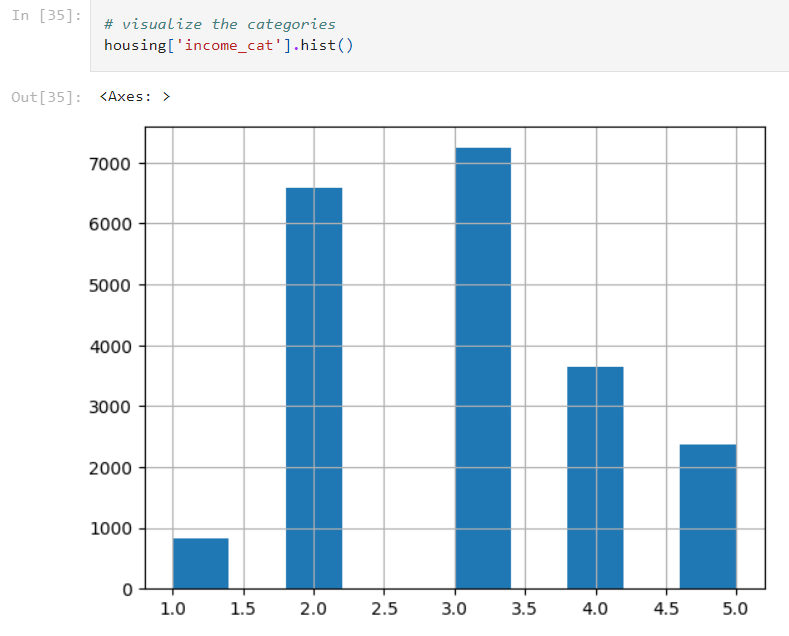 In [35]:
# visualize the categories
housing['income_cat'].hist()
Out[35]: <Axes: >
7000
6000
5000
4000
3000
2000
1000
0
1.0 1.5 2.0 2.5 3.0 3.5 4.0 4.5 5.0